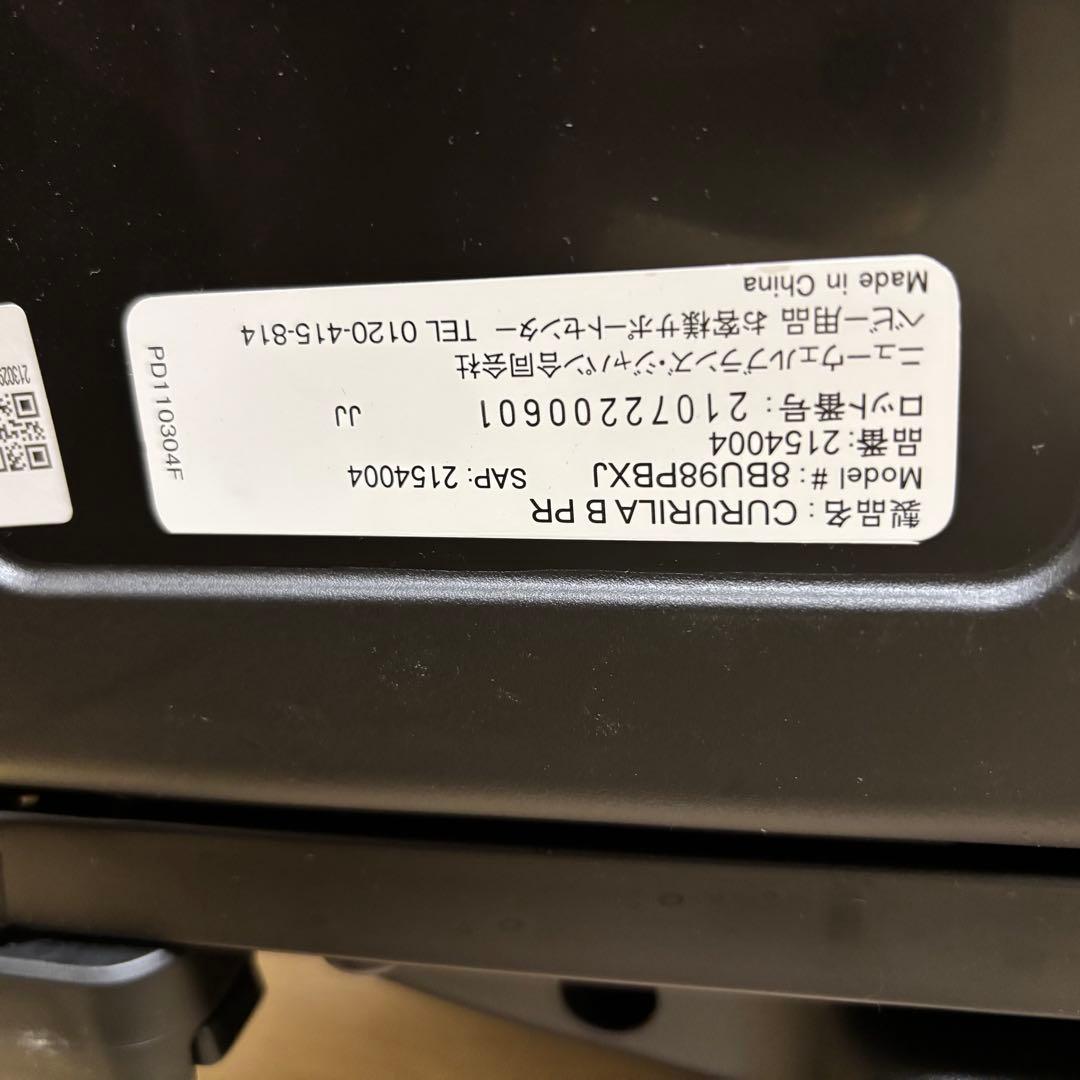 製品名 : CURURILA B PR
Model # : 8BU98PBXJ SAP: 2154004
品番: 2154004
ロット番号 : 21072200601 JJ
ニューウェルブランズ・ジャパン合同会社
ベビー用品 お客様サポートセンター TEL 0120-415-814
Made in China
PD110304F